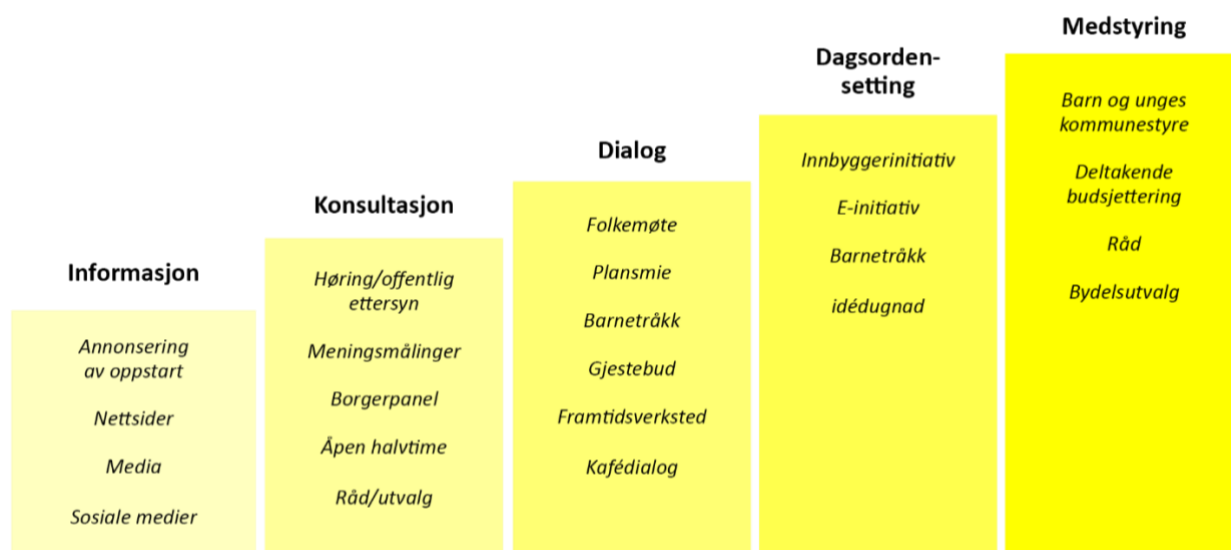 Informasjon
Annonsering
av oppstart
Nettsider
Media
Sosiale medier
Konsultasjon
Høring/offentlig
ettersyn
Meningsmålinger
Borgerpanel
Åpen halvtime
Råd/utvalg
Dialog
Folkemøte
Plansmie
Barnetråkk
Gjestebud
Framtidsverksted
Kafédialog
Dagsorden-
setting
Innbyggerinitiativ
E-initiativ
Barnetråkk
idédugnad
Medstyring
Barn og unges
kommunestyre
Deltakende
budsjettering
Råd
Bydelsutvalg